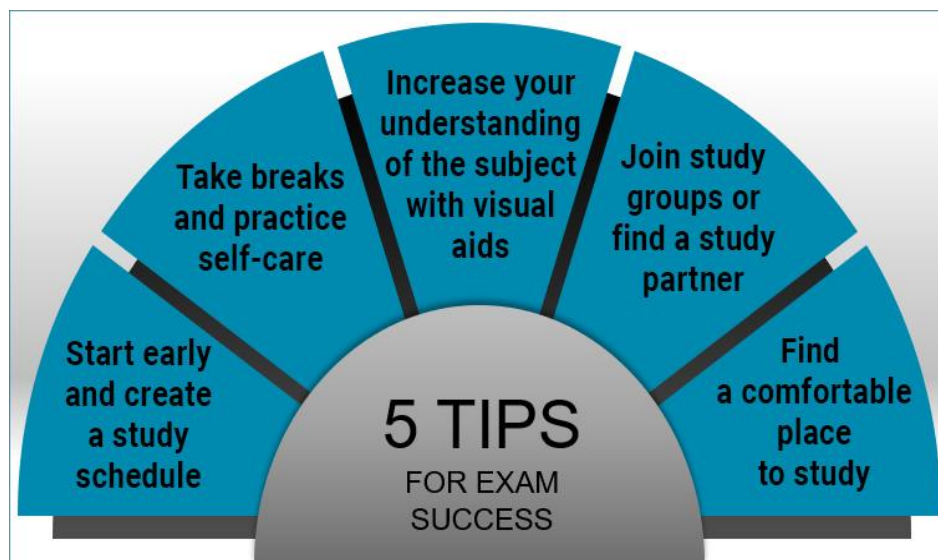 Start early
and create
a study
schedule
Take breaks
and practice
self-care
Increase your
understanding
of the subject
with visual
aids
Join study
groups or
find a study
partner
Find
a comfortable
place
to study
5 TIPS
FOR EXAM
SUCCESS